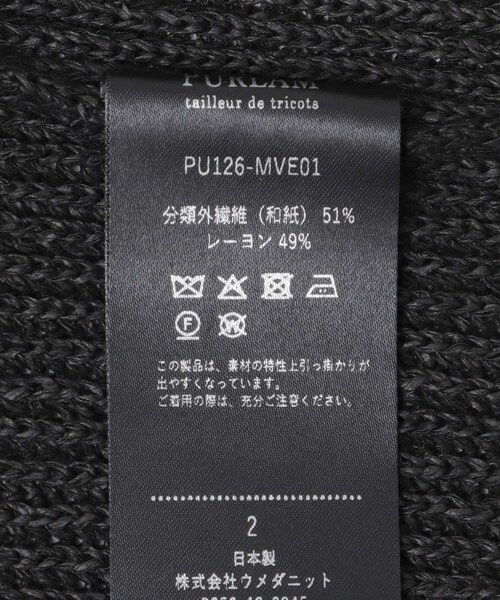 PURLAM
tailleur de tricots
PU126-MVE01
分類外繊維（和紙）51%
レーヨン 49%
F
W
この製品は、素材の特性上引っ掛かりが
出やすくなっています。
ご着用の際は、充分ご注意ください。
2
日本製
株式会社ウメダニット